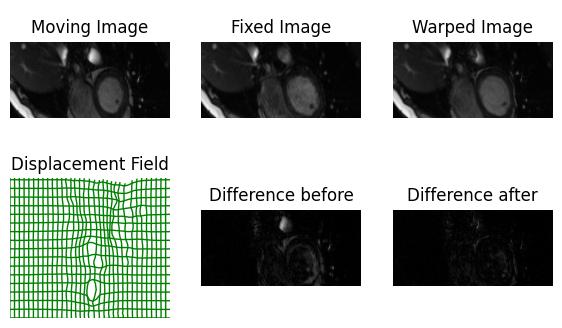 Moving Image
Fixed Image
Warped Image
Displacement Field
Difference before
Difference after